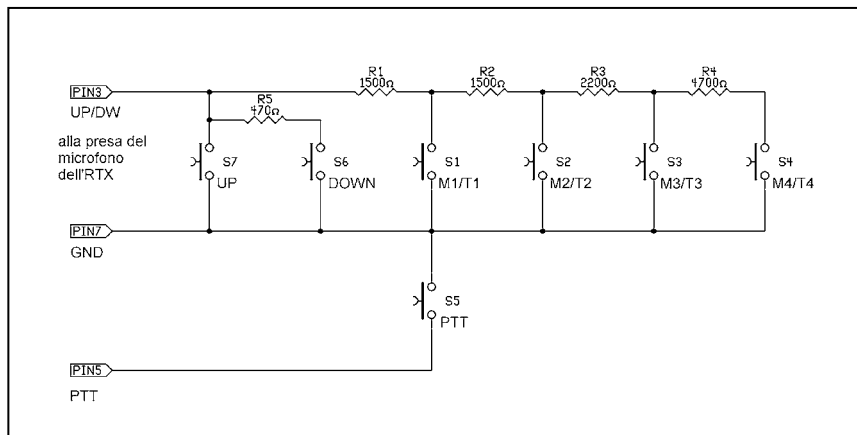 R1
1500Ω
R2
1500Ω
R3
2200Ω
R4
4700Ω
PIN3
UP/DW
R5
470Ω
alla presa del
microfono
dell'RTX
S7
UP
S6
DOWN
S1
M1/T1
S2
M2/T2
S3
M3/T3
S4
M4/T4
PIN7
GND
S5
PTT
PIN5
PTT